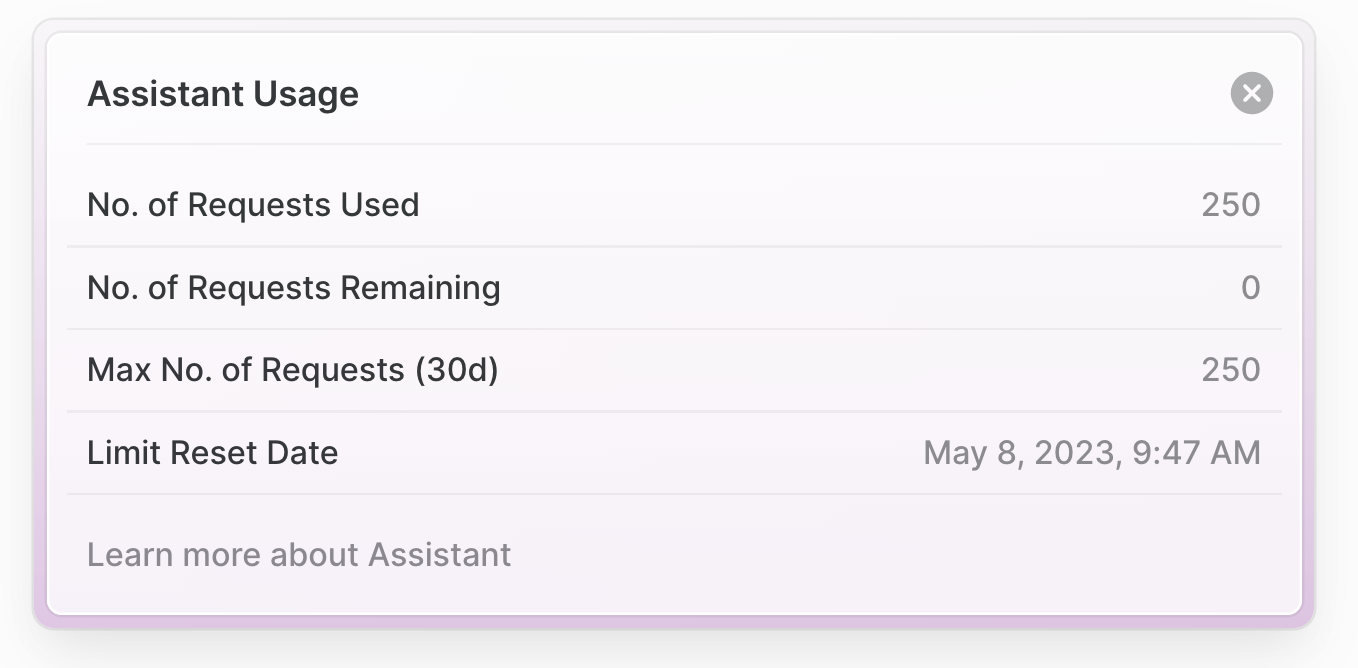 Assistant Usage
No. of Requests Used 250
No. of Requests Remaining 0
Max No. of Requests (30d) 250
Limit Reset Date May 8, 2023, 9:47 AM
Learn more about Assistant